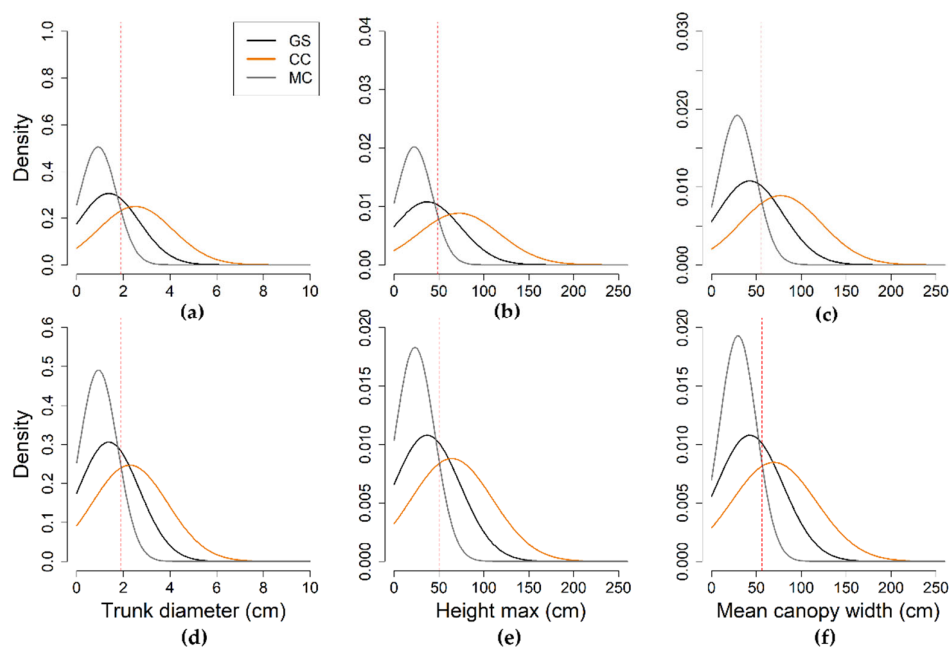 GS
CC
MC
Density
0.0 0.2 0.4 0.6 0.8 1.0
0 2 4 6 8 10
(a)
0.00 0.01 0.02 0.03 0.04
0 50 100 150 200 250
(b)
0.000 0.010 0.020 0.030
0 50 100 150 200 250
(c)
Density
0.0 0.1 0.2 0.3 0.4 0.5 0.6
0 2 4 6 8 10
Trunk diameter (cm)
(d)
0.000 0.005 0.010 0.015 0.020
0 50 100 150 200 250
Height max (cm)
(e)
0.000 0.005 0.010 0.015 0.020
0 50 100 150 200 250
Mean canopy width (cm)
(f)